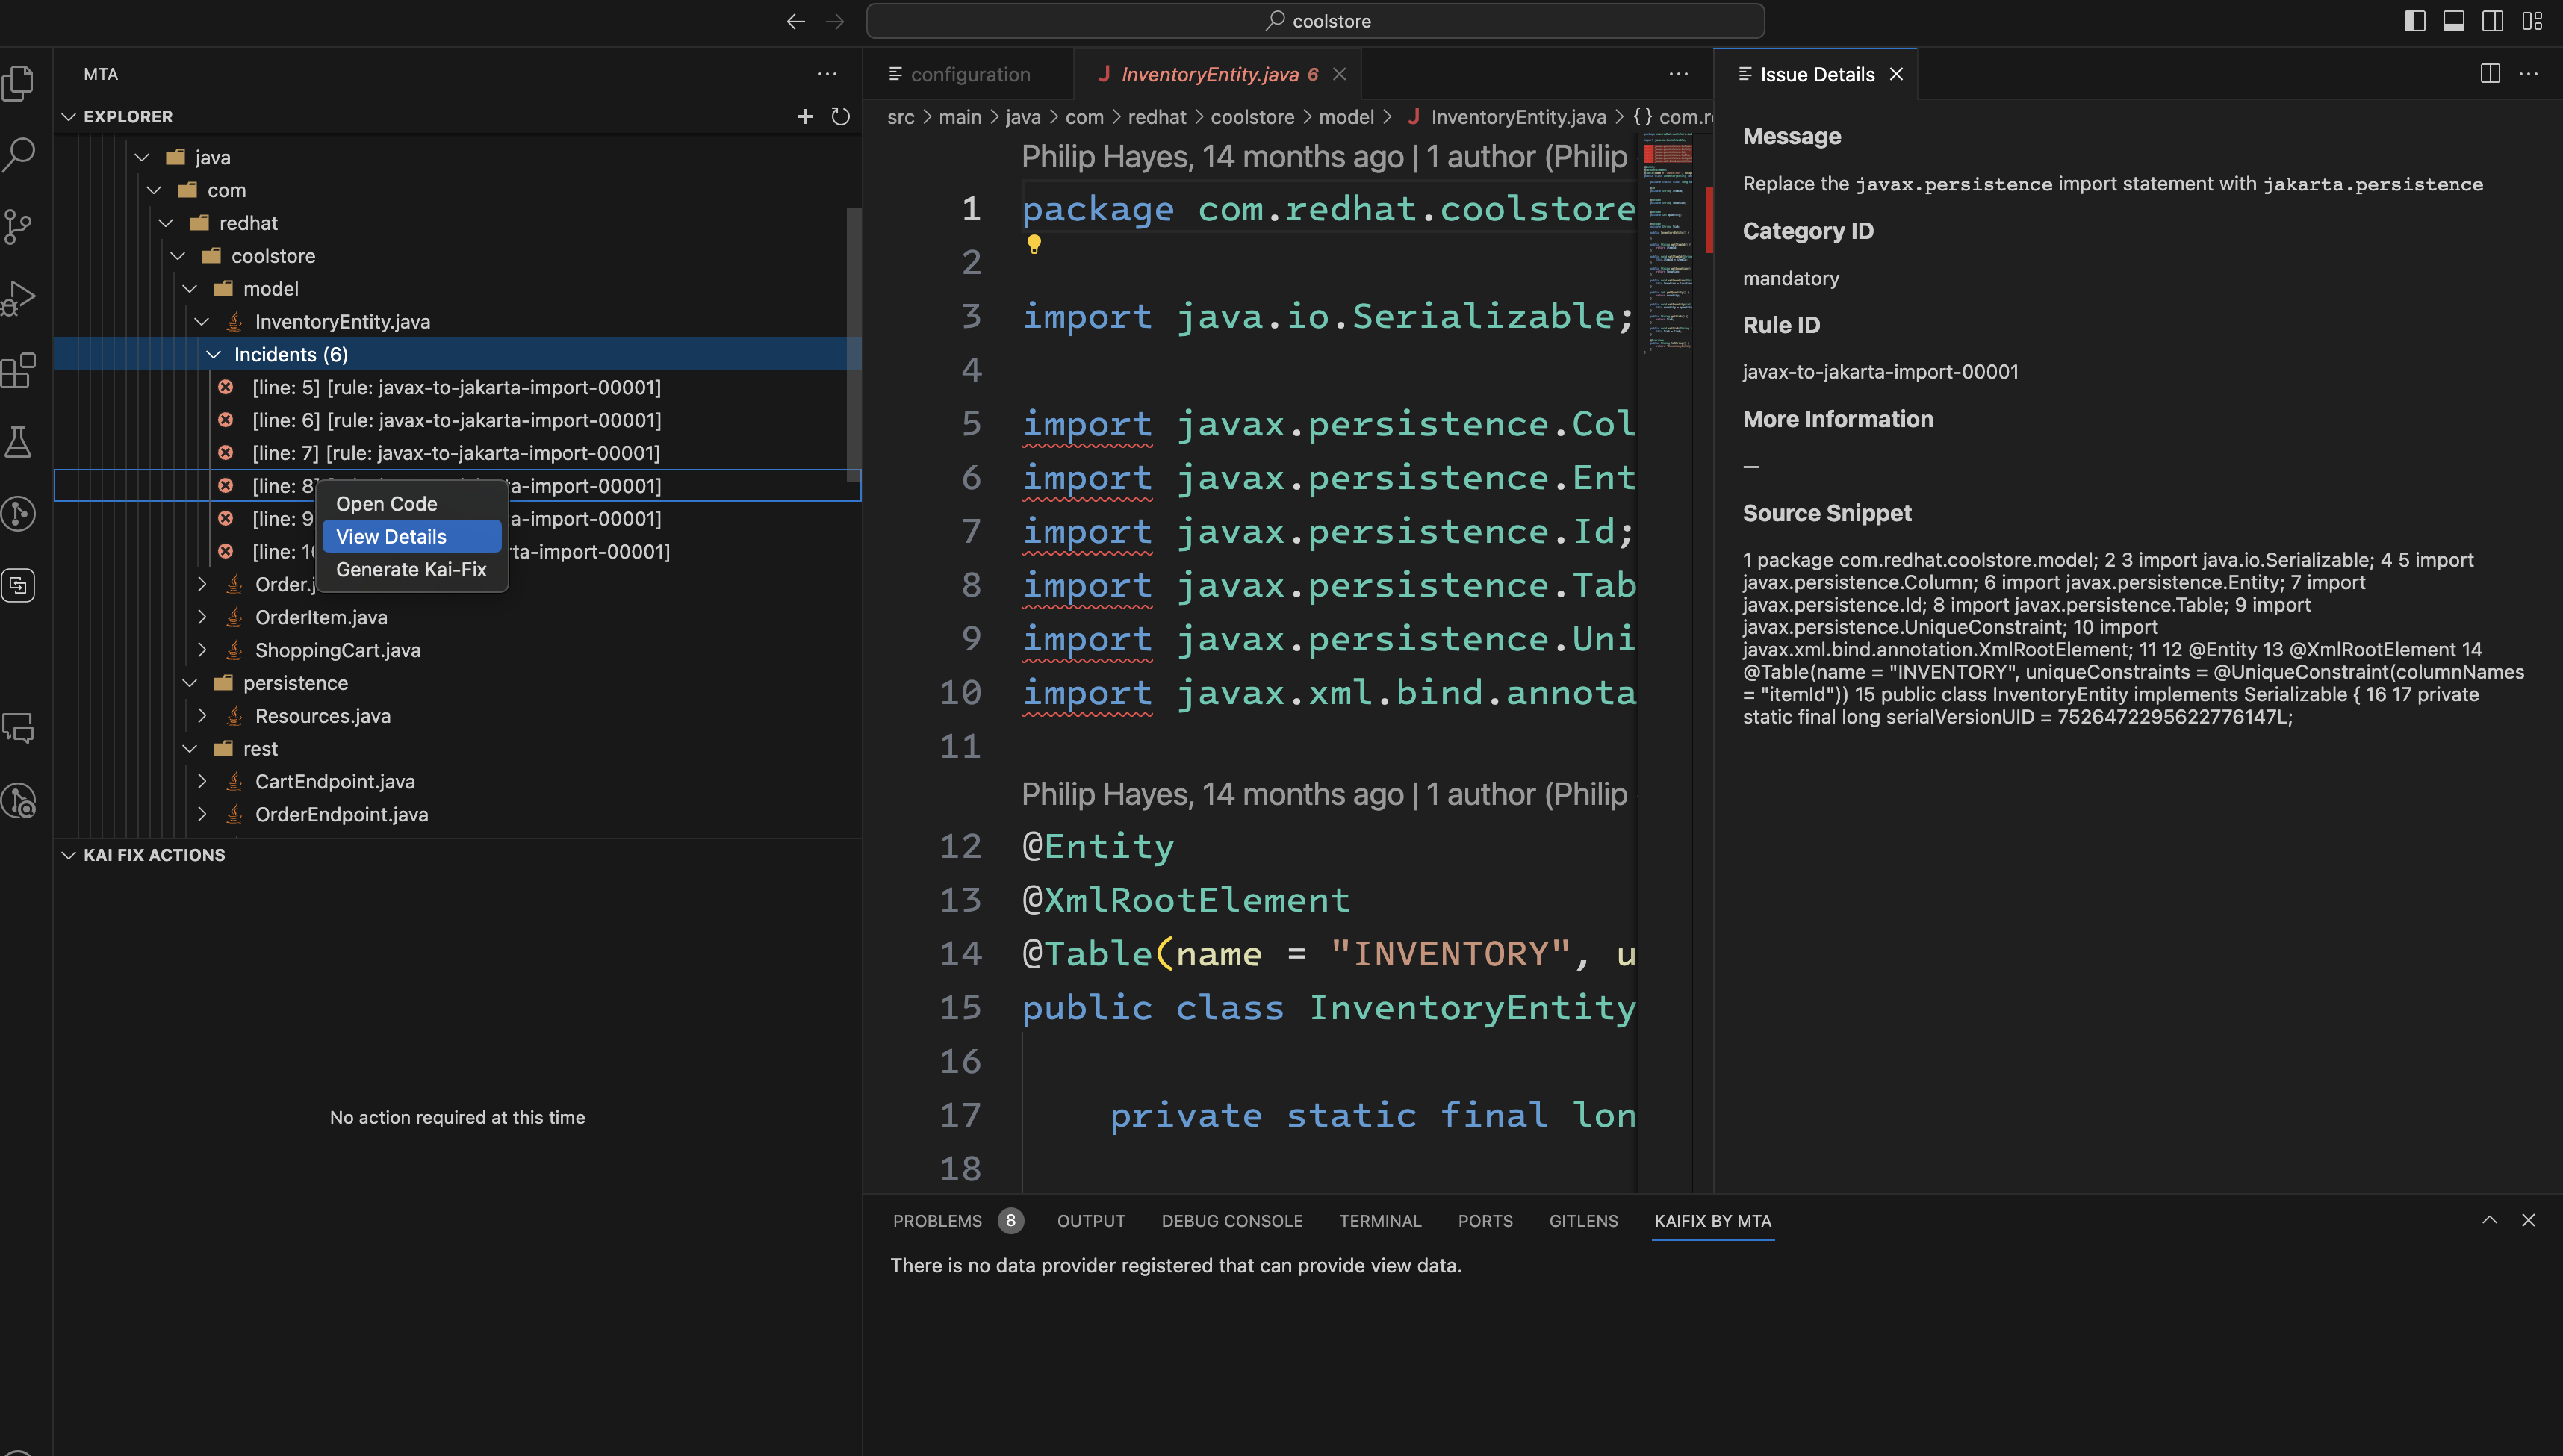 coolstore
MTA
EXPLORER
java
com
redhat
coolstore
model
InventoryEntity.java
Incidents (6)
[line: 5] [rule: javax-to-jakarta-import-00001]
[line: 6] [rule: javax-to-jakarta-import-00001]
[line: 7] [rule: javax-to-jakarta-import-00001]
[line: 8] a-import-00001]
[line: 9 a-import-00001]
[line: 10 ta-import-00001]
Open Code
View Details
Generate Kai-Fix
Order.j
OrderItem.java
ShoppingCart.java
persistence
Resources.java
rest
CartEndpoint.java
OrderEndpoint.java
KAI FIX ACTIONS
No action required at this time
configuration
J InventoryEntity.java 6
src > main > java > com > redhat > coolstore > model > J InventoryEntity.java > {} com.r
Philip Hayes, 14 months ago | 1 author (Philip
1 package com.redhat.coolstore
2
3 import java.io.Serializable;
4
5 import javax.persistence.Col
6 import javax.persistence.Ent
7 import javax.persistence.Id;
8 import javax.persistence.Tab
9 import javax.persistence.Uni
10 import javax.xml.bind.annota
11
Philip Hayes, 14 months ago | 1 author (Philip
12 @Entity
13 @XmlRootElement
14 @Table(name = "INVENTORY", u
15 public class InventoryEntity
16
17 private static final lon
18
Issue Details
Message
Replace the javax.persistence import statement with jakarta.persistence
Category ID
mandatory
Rule ID
javax-to-jakarta-import-00001
More Information
—
Source Snippet
1 package com.redhat.coolstore.model; 2 3 import java.io.Serializable; 4 5 import
javax.persistence.Column; 6 import javax.persistence.Entity; 7 import
javax.persistence.Id; 8 import javax.persistence.Table; 9 import
javax.persistence.UniqueConstraint; 10 import
javax.xml.bind.annotation.XmlRootElement; 11 12 @Entity 13 @XmlRootElement 14
@Table(name = "INVENTORY", uniqueConstraints = @UniqueConstraint(columnNames
= "itemId")) 15 public class InventoryEntity implements Serializable { 16 17 private
static final long serialVersionUID = 7526472295622776147L;
PROBLEMS 8 OUTPUT DEBUG CONSOLE TERMINAL PORTS GITLENS KAIFIX BY MTA
There is no data provider registered that can provide view data.